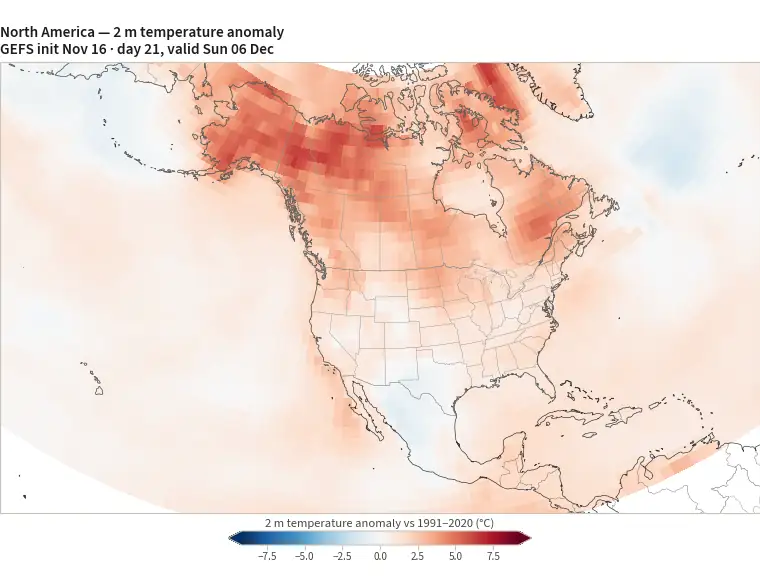 North America — 2 m temperature anomaly
GEFS init Nov 16 · day 21, valid Sun 06 Dec
2 m temperature anomaly vs 1991–2020 (°C)
−7.5 −5.0 −2.5 0.0 2.5 5.0 7.5